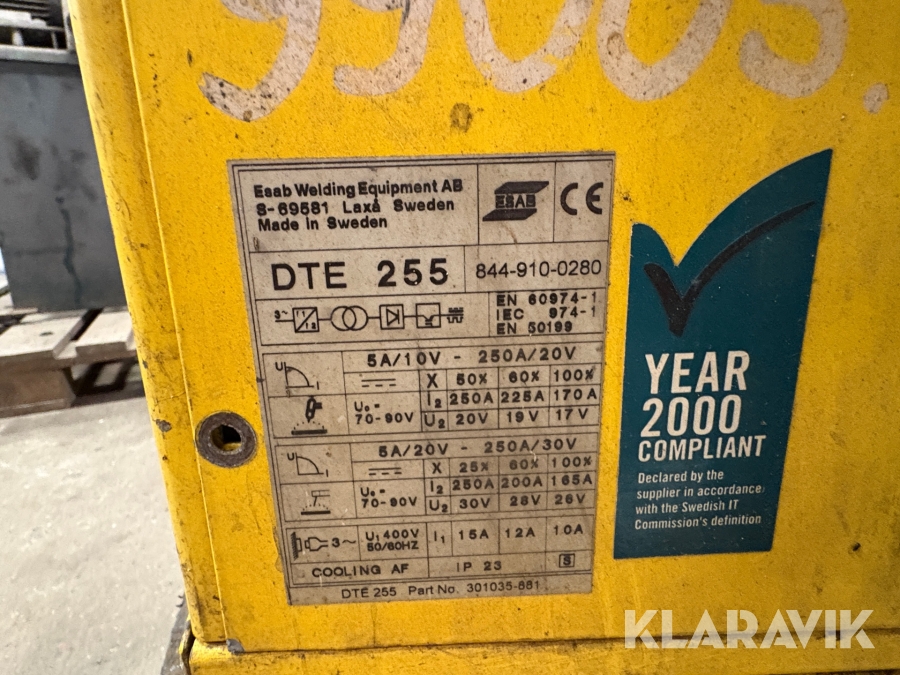 Esab Welding Equipment AB
S-69581 Laxå Sweden
Made in Sweden
ESAB
CE
DTE 255
844-910-0280
3~
EN 60974-1
IEC 974-1
EN 50199
5A/10V - 250A/20V
U
I
X 50% 60% 100%
U₀=
70-90V
I₂ 250A 225A 170A
U₂ 20V 19V 17V
5A/20V - 250A/30V
U
I
X 25% 60% 100%
U₀=
70-90V
I₂ 250A 200A 165A
U₂ 30V 28V 26V
3~
U₁ 400V
50/60HZ
I₁ 15A 12A 10A
COOLING AF IP 23 S
DTE 255 Part No. 301035-881
YEAR
2000
COMPLIANT
Declared by the
supplier in accordance
with the Swedish IT
Commission's definition
KLARAVIK